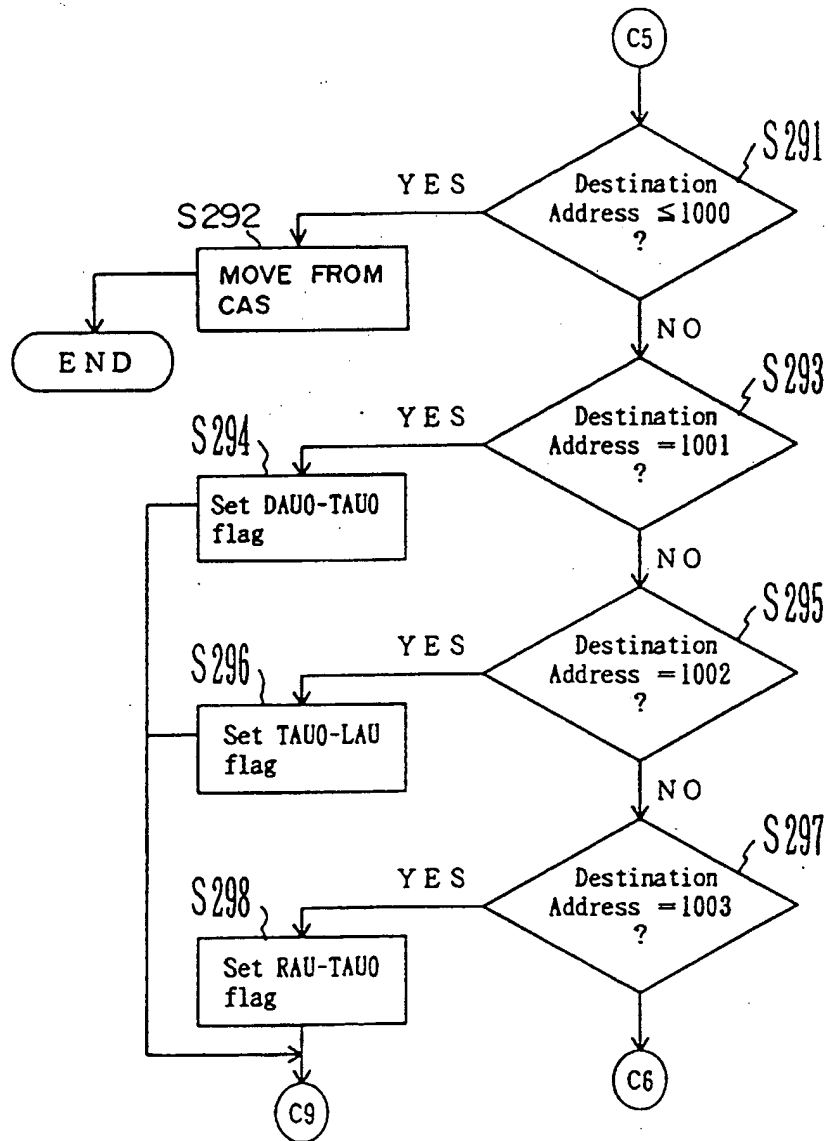 C5
S291
Destination
Address ≦1000
?
YES
S292
MOVE FROM
CAS
END
NO
S293
Destination
Address =1001
?
YES
S294
Set DAU0-TAU0
flag
NO
S295
Destination
Address =1002
?
YES
S296
Set TAU0-LAU
flag
NO
S297
Destination
Address =1003
?
YES
S298
Set RAU-TAU0
flag
C9
C6